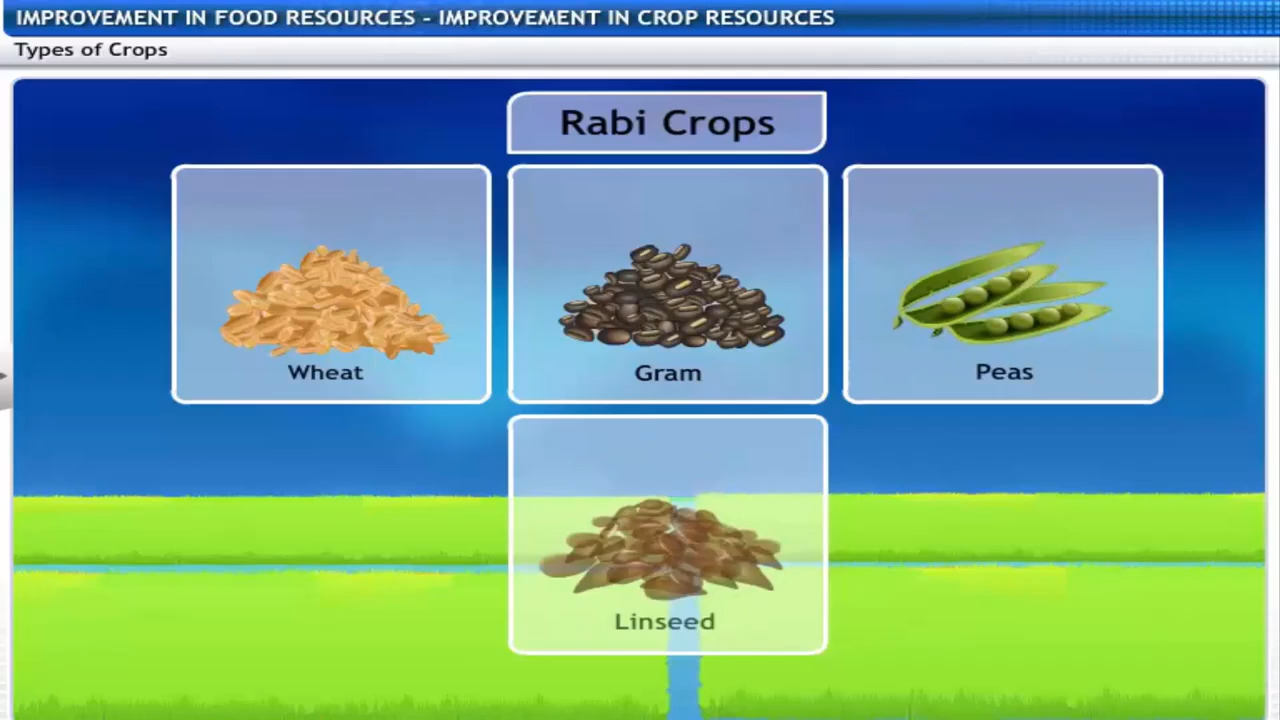 IMPROVEMENT IN FOOD RESOURCES - IMPROVEMENT IN CROP RESOURCES
Types of Crops
Rabi Crops
Wheat
Gram
Peas
Linseed